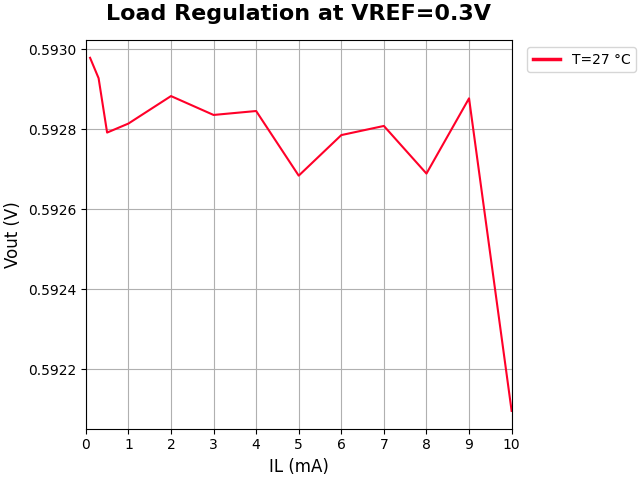 Load Regulation at VREF=0.3V
T=27 °C
Vout (V)
0.5930
0.5928
0.5926
0.5924
0.5922
0 1 2 3 4 5 6 7 8 9 10
IL (mA)